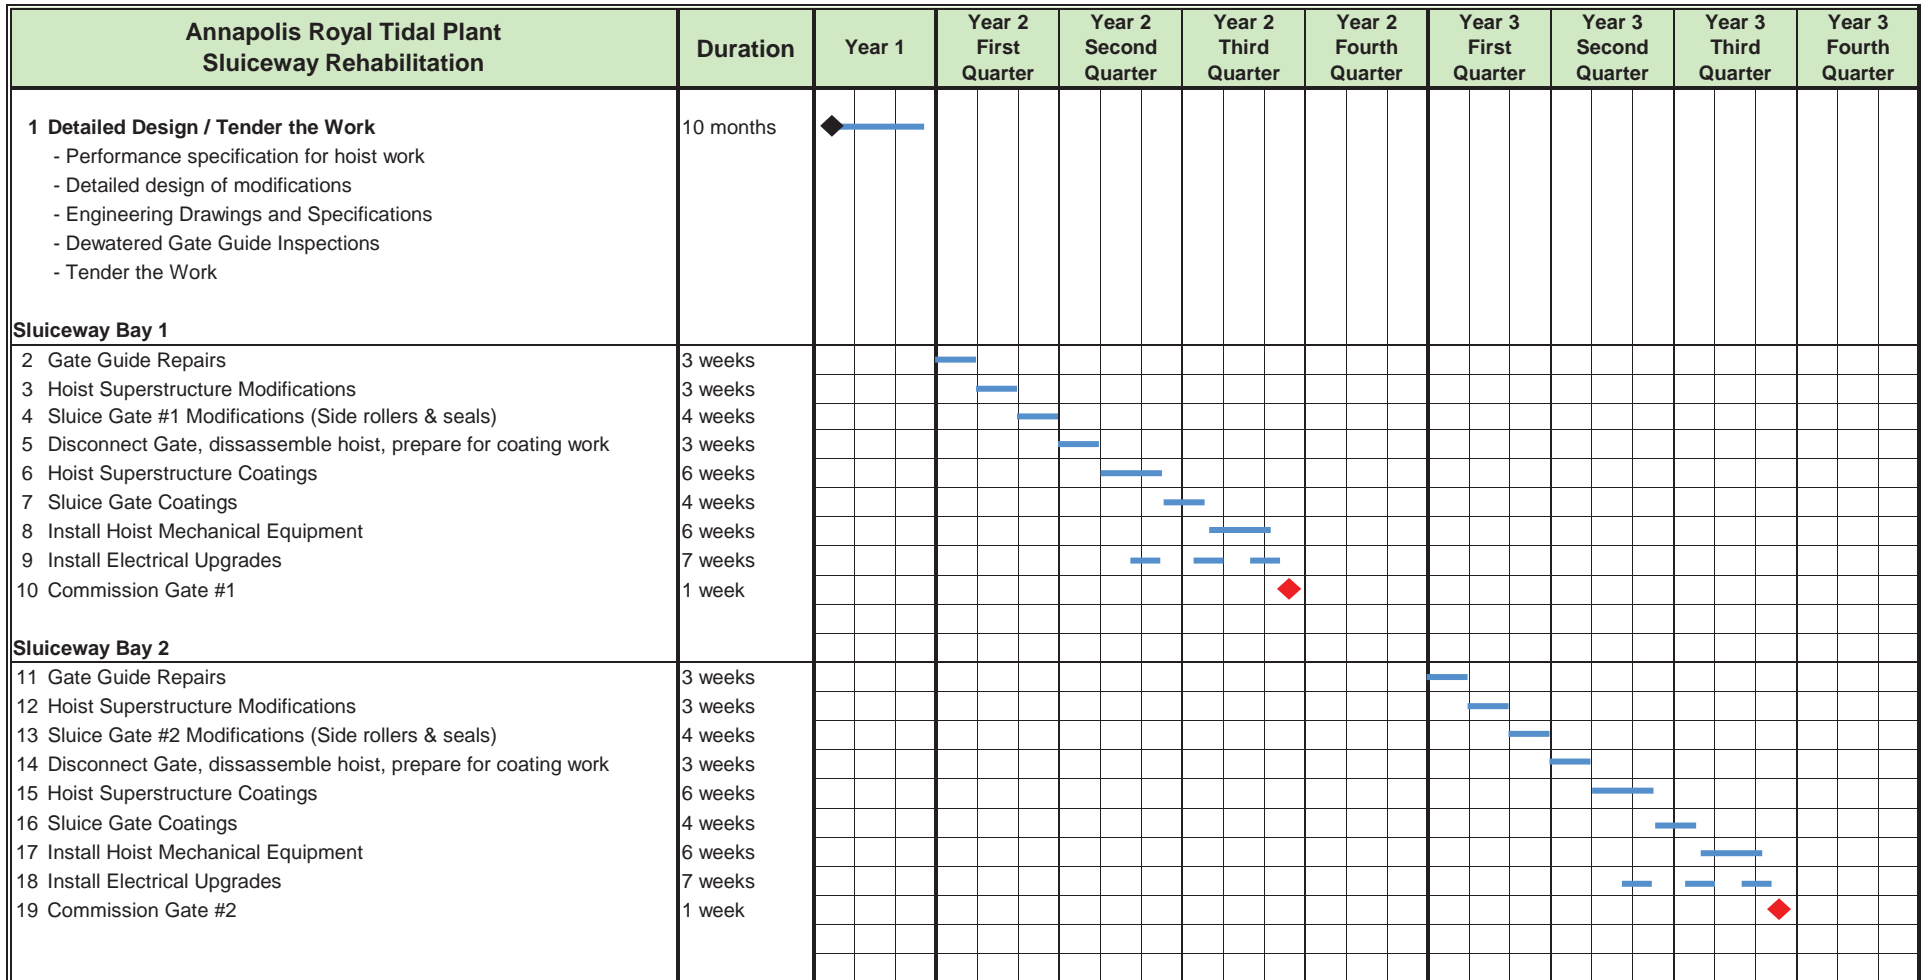 Annapolis Royal Tidal Plant
Sluiceway Rehabilitation
Duration
Year 1
Year 2
First
Quarter
Year 2
Second
Quarter
Year 2
Third
Quarter
Year 2
Fourth
Quarter
Year 3
First
Quarter
Year 3
Second
Quarter
Year 3
Third
Quarter
Year 3
Fourth
Quarter
1 Detailed Design / Tender the Work 10 months
- Performance specification for hoist work
- Detailed design of modifications
- Engineering Drawings and Specifications
- Dewatered Gate Guide Inspections
- Tender the Work
Sluiceway Bay 1
2 Gate Guide Repairs 3 weeks
3 Hoist Superstructure Modifications 3 weeks
4 Sluice Gate #1 Modifications (Side rollers & seals) 4 weeks
5 Disconnect Gate, dissassemble hoist, prepare for coating work 3 weeks
6 Hoist Superstructure Coatings 6 weeks
7 Sluice Gate Coatings 4 weeks
8 Install Hoist Mechanical Equipment 6 weeks
9 Install Electrical Upgrades 7 weeks
10 Commission Gate #1 1 week
Sluiceway Bay 2
11 Gate Guide Repairs 3 weeks
12 Hoist Superstructure Modifications 3 weeks
13 Sluice Gate #2 Modifications (Side rollers & seals) 4 weeks
14 Disconnect Gate, dissassemble hoist, prepare for coating work 3 weeks
15 Hoist Superstructure Coatings 6 weeks
16 Sluice Gate Coatings 4 weeks
17 Install Hoist Mechanical Equipment 6 weeks
18 Install Electrical Upgrades 7 weeks
19 Commission Gate #2 1 week